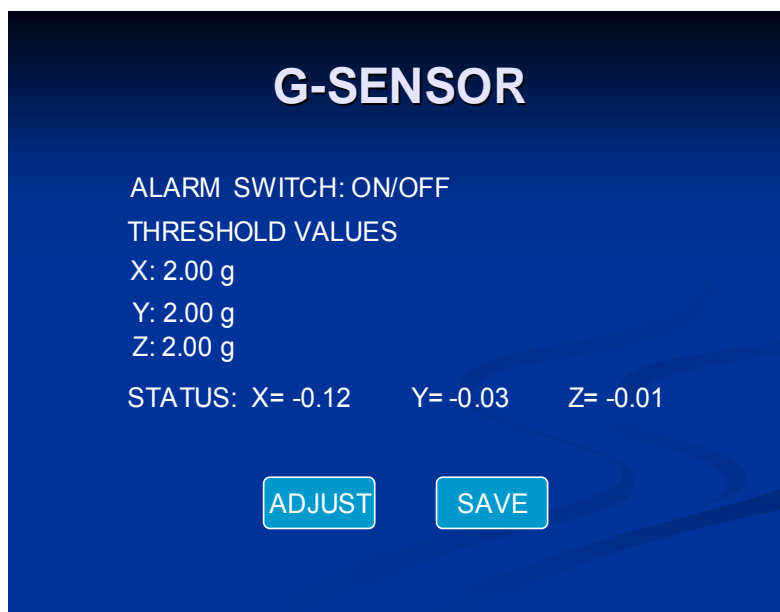 G-SENSOR
ALARM SWITCH: ON/OFF
THRESHOLD VALUES
X: 2.00 g
Y: 2.00 g
Z: 2.00 g
STATUS: X= -0.12 Y= -0.03 Z= -0.01
ADJUST SAVE